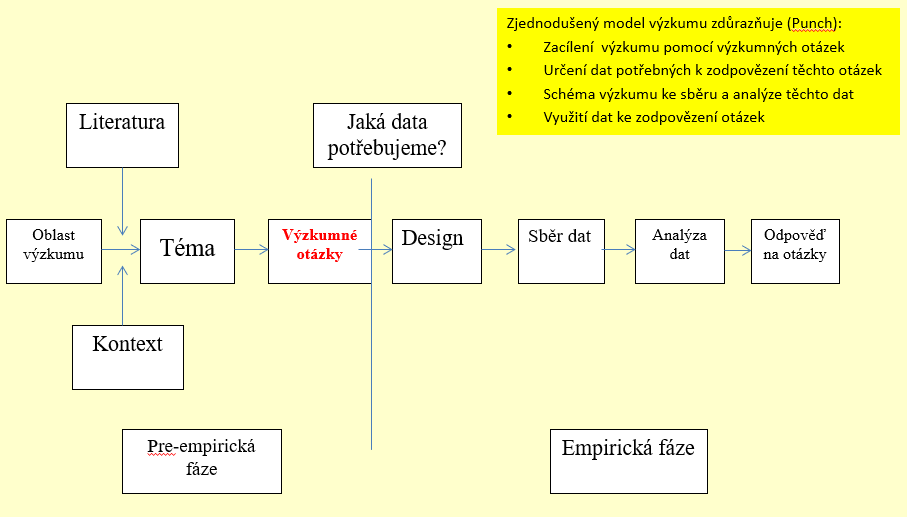 Zjednodušený model výzkumu zdůrazňuje (Punch):
• Zacílení výzkumu pomocí výzkumných otázek
• Určení dat potřebných k zodpovězení těchto otázek
• Schéma výzkumu ke sběru a analýze těchto dat
• Využití dat ke zodpovězení otázek
Literatura
Jaká data
potřebujeme?
Oblast
výzkumu
Téma
Výzkumné
otázky
Design
Sběr dat
Analýza
dat
Odpověď
na otázky
Kontext
Pre-empirická
fáze
Empirická fáze